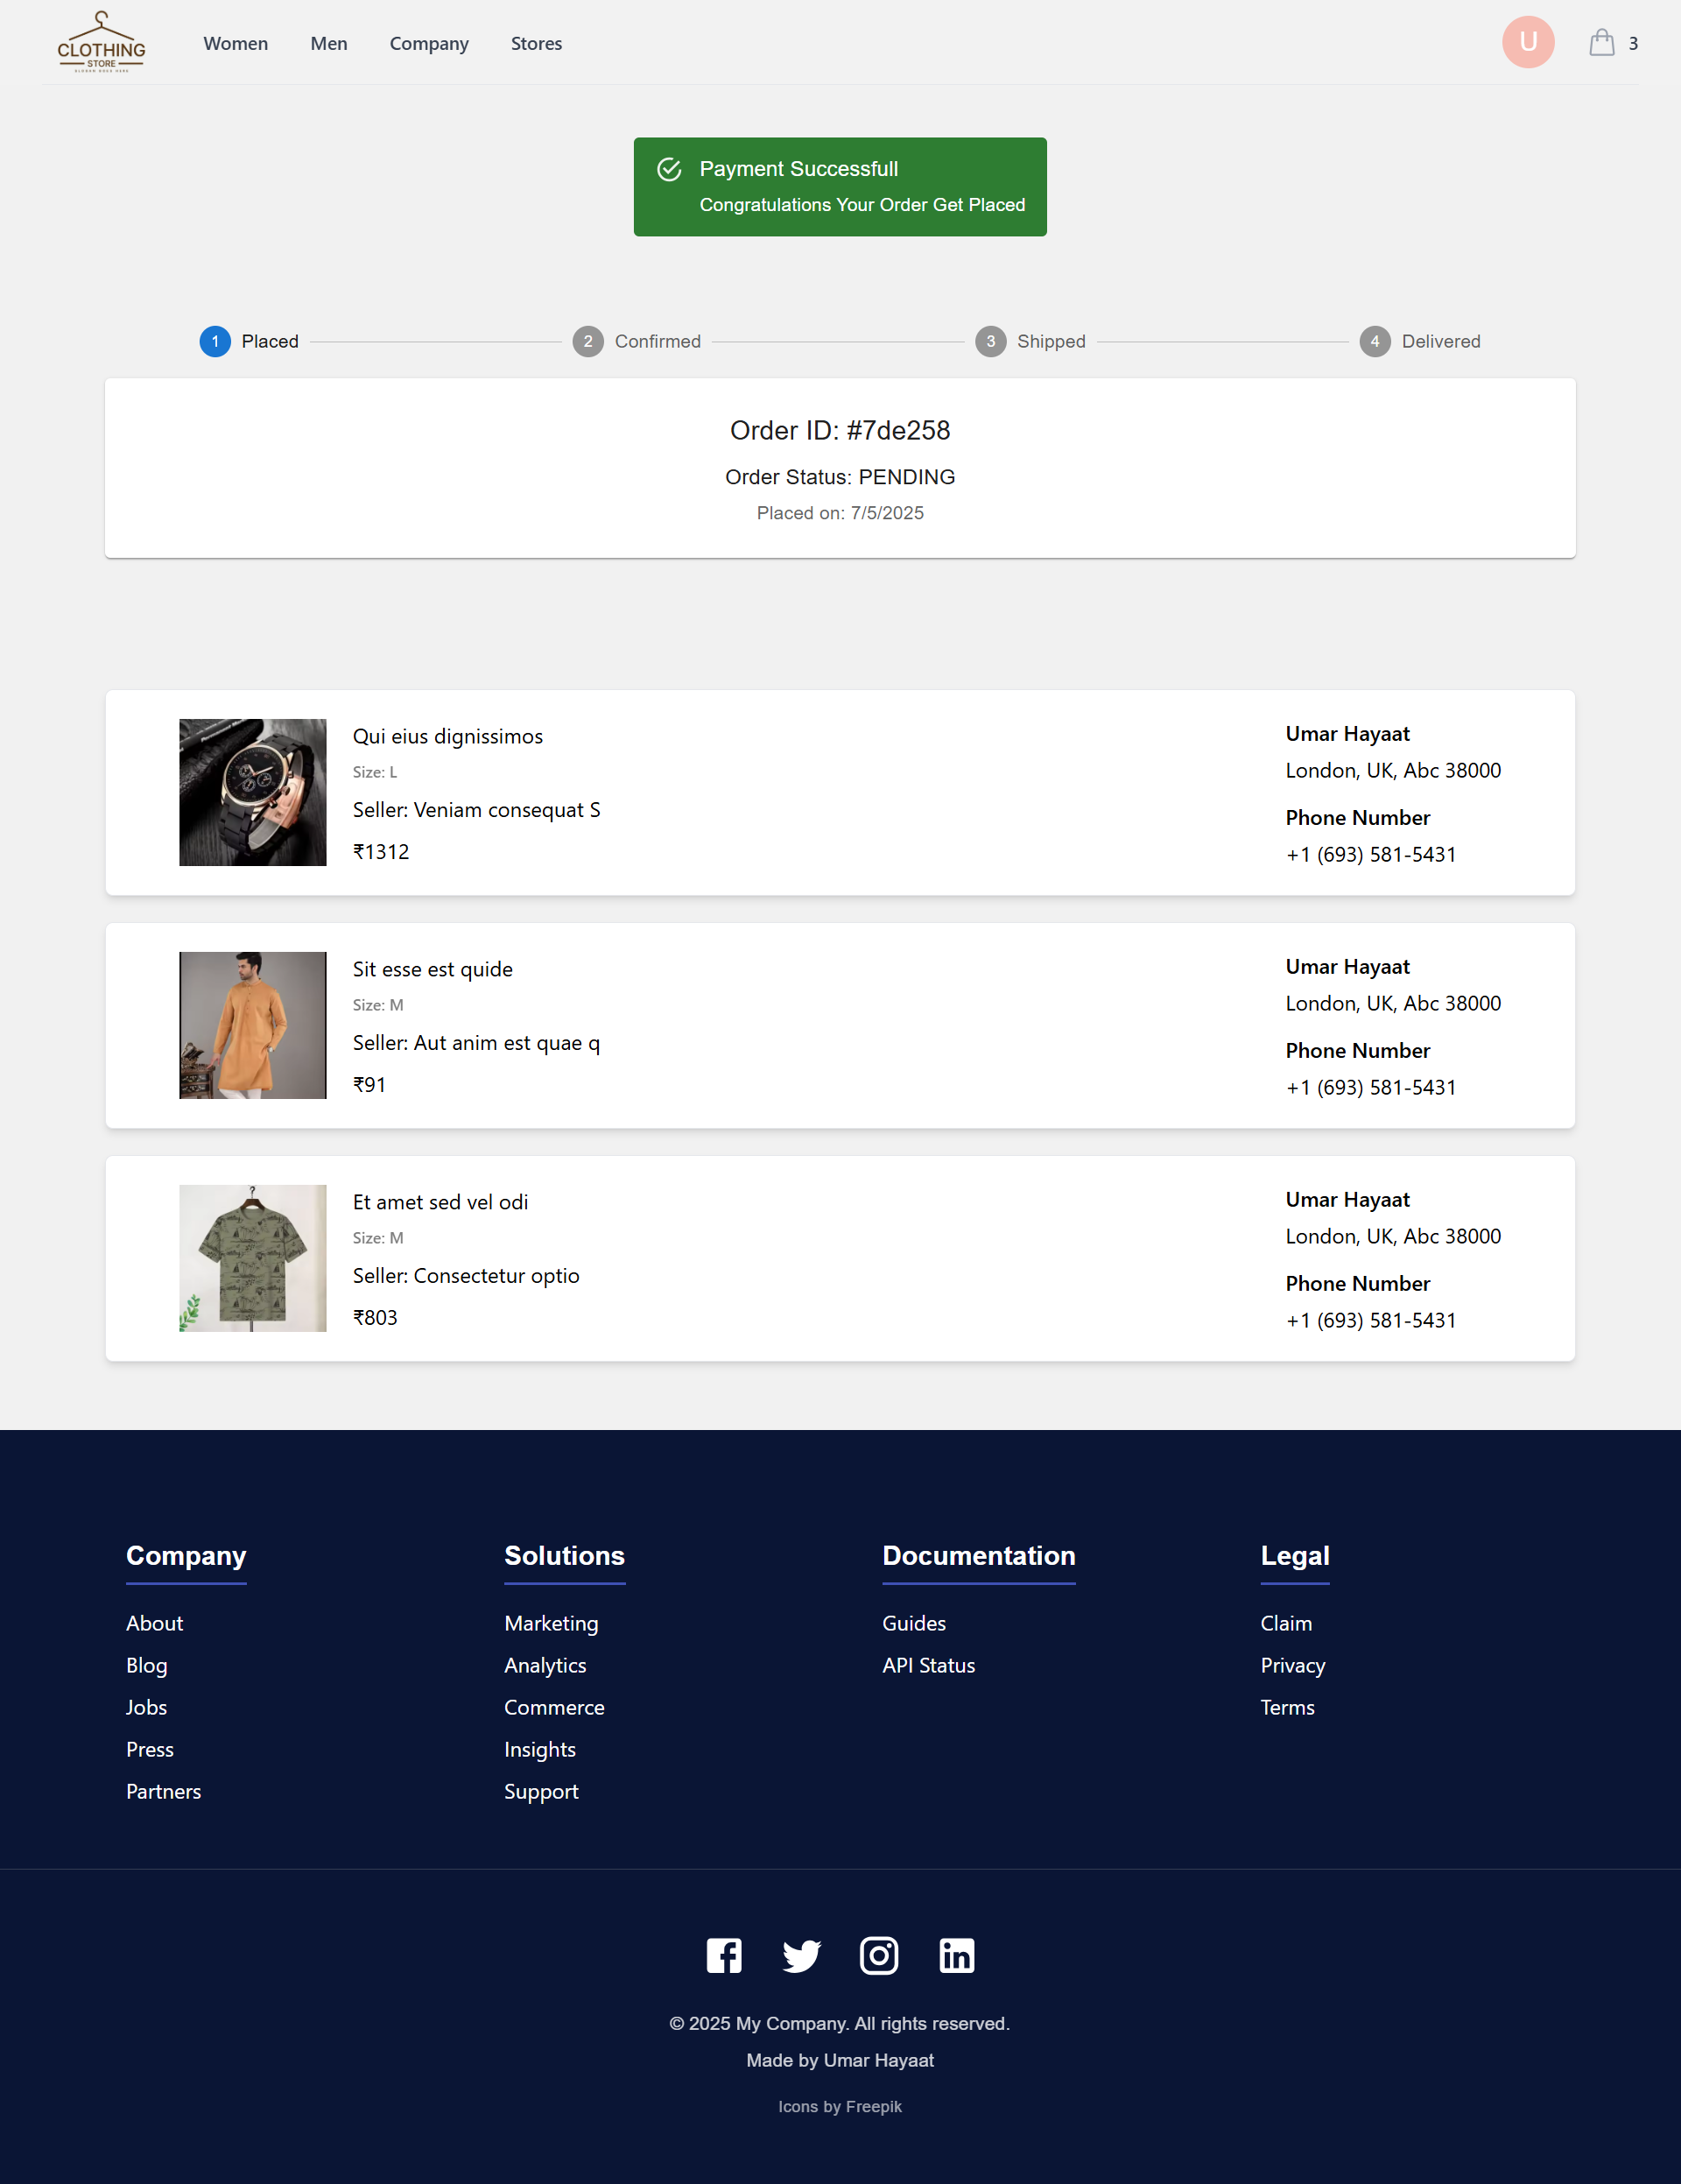 CLOTHING
STORE
SLOGAN GOES HERE
Women
Men
Company
Stores
U
3
Payment Successfull
Congratulations Your Order Get Placed
1 Placed
2 Confirmed
3 Shipped
4 Delivered
Order ID: #7de258
Order Status: PENDING
Placed on: 7/5/2025
Qui eius dignissimos
Size: L
Seller: Veniam consequat S
₹1312
Umar Hayaat
London, UK, Abc 38000
Phone Number
+1 (693) 581-5431
Sit esse est quide
Size: M
Seller: Aut anim est quae q
₹91
Umar Hayaat
London, UK, Abc 38000
Phone Number
+1 (693) 581-5431
Et amet sed vel odi
Size: M
Seller: Consectetur optio
₹803
Umar Hayaat
London, UK, Abc 38000
Phone Number
+1 (693) 581-5431
Company
About
Blog
Jobs
Press
Partners
Solutions
Marketing
Analytics
Commerce
Insights
Support
Documentation
Guides
API Status
Legal
Claim
Privacy
Terms
© 2025 My Company. All rights reserved.
Made by Umar Hayaat
Icons by Freepik